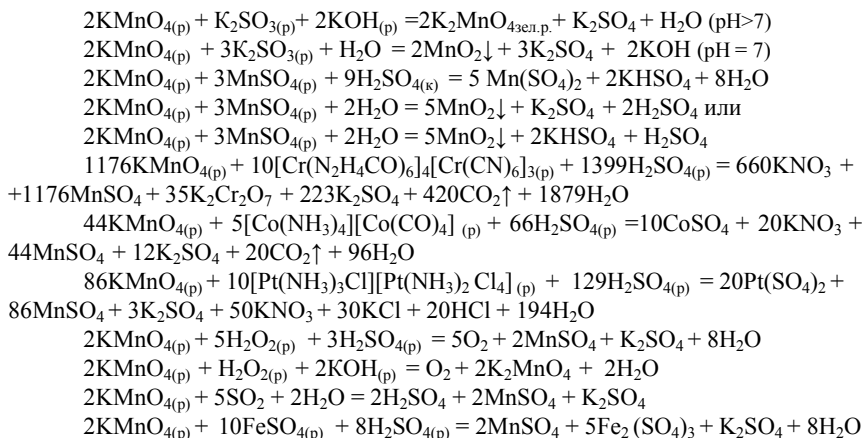 2KMnO₄₍ₚ₎ + K₂SO₃₍ₚ₎+ 2KOH₍ₚ₎ =2K₂MnO₄зел.р.+ K₂SO₄ + H₂O (pH>7)
2KMnO₄₍ₚ₎ + 3K₂SO₃₍ₚ₎ + H₂O = 2MnO₂↓ + 3K₂SO₄ + 2KOH (pH = 7)
2KMnO₄₍ₚ₎ + 3MnSO₄₍ₚ₎ + 9H₂SO₄₍ₖ₎ = 5 Mn(SO₄)₂ + 2KHSO₄ + 8H₂O
2KMnO₄₍ₚ₎ + 3MnSO₄₍ₚ₎ + 2H₂O = 5MnO₂↓ + K₂SO₄ + 2H₂SO₄ или
2KMnO₄₍ₚ₎ + 3MnSO₄₍ₚ₎ + 2H₂O = 5MnO₂↓ + 2KHSO₄ + H₂SO₄
1176KMnO₄₍ₚ₎ + 10[Cr(N₂H₄CO)₆]₄[Cr(CN)₆]₃₍ₚ₎ + 1399H₂SO₄₍ₚ₎ = 660KNO₃ +
+1176MnSO₄ + 35K₂Cr₂O₇ + 223K₂SO₄ + 420CO₂↑ + 1879H₂O
44KMnO₄₍ₚ₎ + 5[Co(NH₃)₄][Co(CO)₄] ₍ₚ₎ + 66H₂SO₄₍ₚ₎ =10CoSO₄ + 20KNO₃ +
44MnSO₄ + 12K₂SO₄ + 20CO₂↑ + 96H₂O
86KMnO₄₍ₚ₎ + 10[Pt(NH₃)₃Cl][Pt(NH₃)₂ Cl₄] ₍ₚ₎ + 129H₂SO₄₍ₚ₎ = 20Pt(SO₄)₂ +
86MnSO₄ + 3K₂SO₄ + 50KNO₃ + 30KCl + 20HCl + 194H₂O
2KMnO₄₍ₚ₎ + 5H₂O₂₍ₚ₎ + 3H₂SO₄₍ₚ₎ = 5O₂ + 2MnSO₄ + K₂SO₄ + 8H₂O
2KMnO₄₍ₚ₎ + H₂O₂₍ₚ₎ + 2KOH₍ₚ₎ = O₂ + 2K₂MnO₄ + 2H₂O
2KMnO₄₍ₚ₎ + 5SO₂ + 2H₂O = 2H₂SO₄ + 2MnSO₄ + K₂SO₄
2KMnO₄₍ₚ₎ + 10FeSO₄₍ₚ₎ + 8H₂SO₄₍ₚ₎ = 2MnSO₄ + 5Fe₂ (SO₄)₃ + K₂SO₄ + 8H₂O